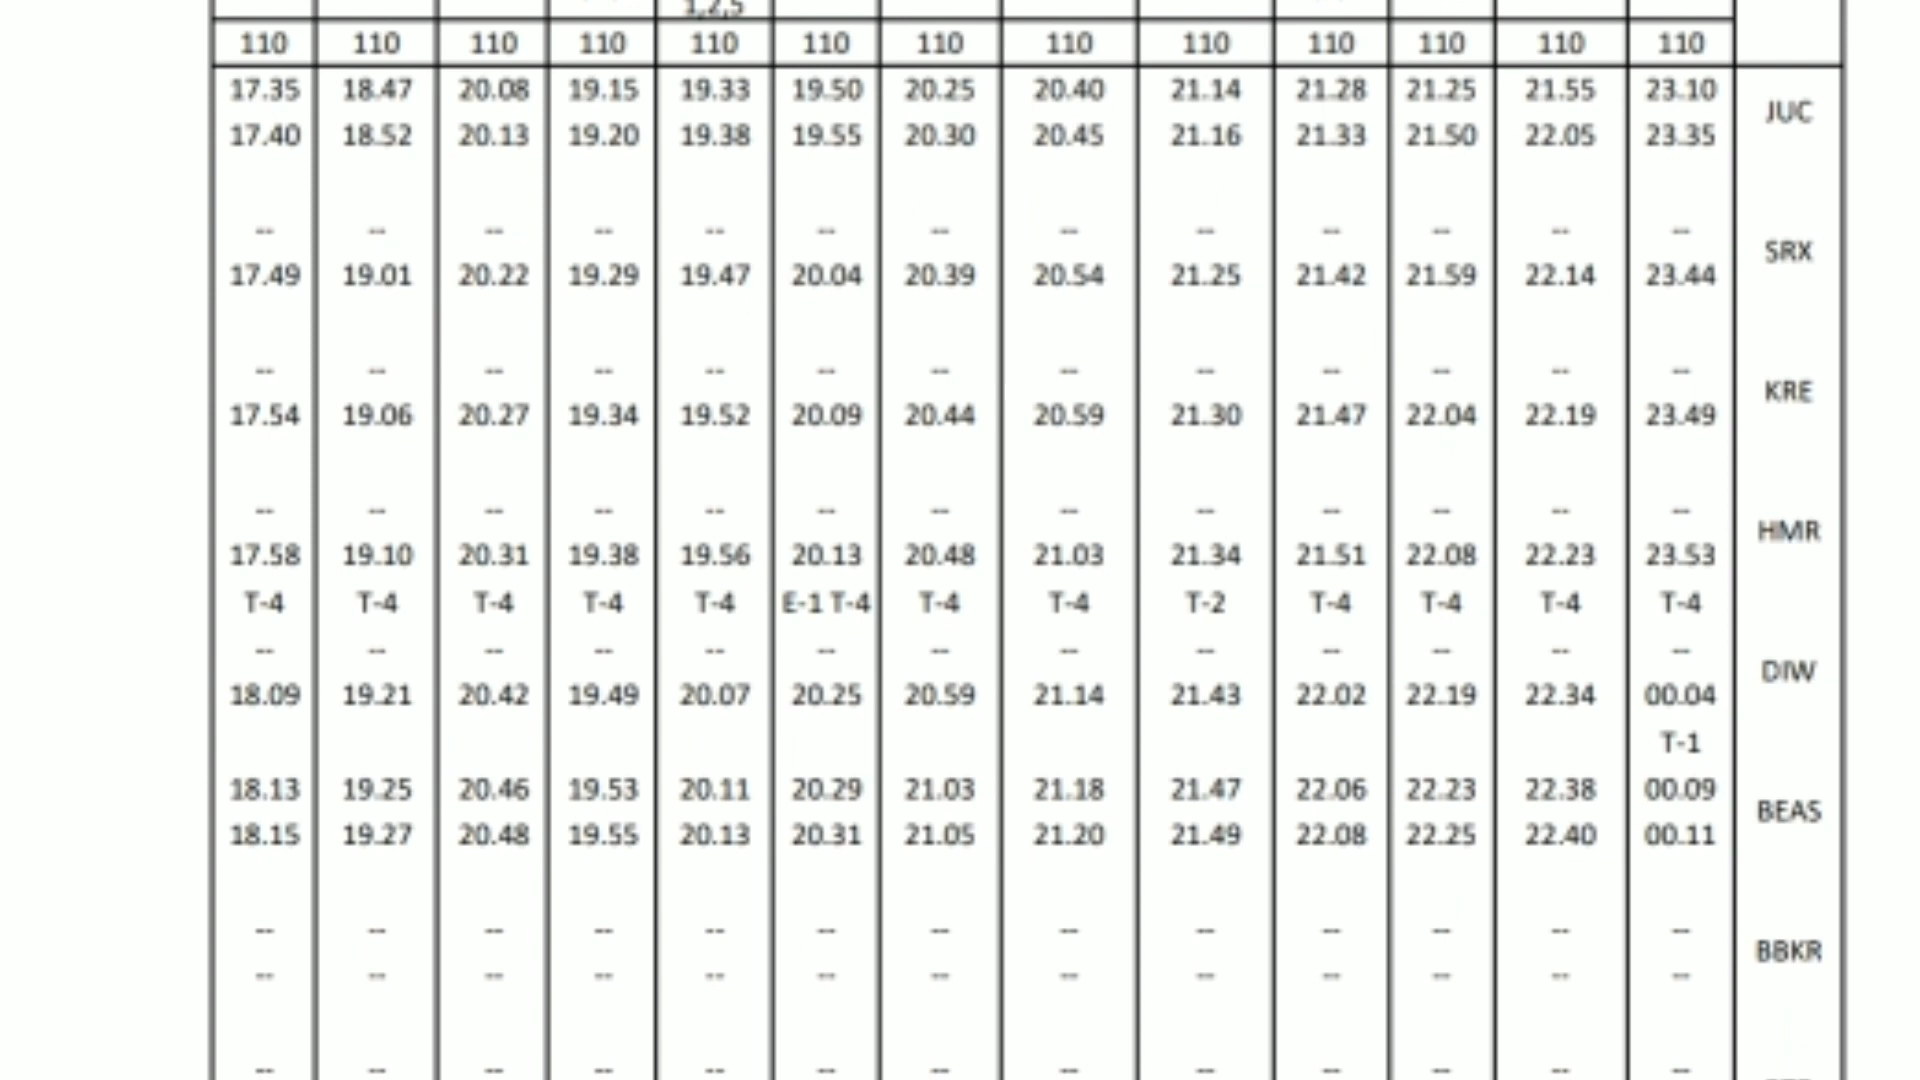 1,2,5
110 110 110 110 110 110 110 110 110 110 110 110 110
17.35 18.47 20.08 19.15 19.33 19.50 20.25 20.40 21.14 21.28 21.25 21.55 23.10
JUC
17.40 18.52 20.13 19.20 19.38 19.55 20.30 20.45 21.16 21.33 21.50 22.05 23.35
-- -- -- -- -- -- -- -- -- -- -- -- --
SRX
17.49 19.01 20.22 19.29 19.47 20.04 20.39 20.54 21.25 21.42 21.59 22.14 23.44
-- -- -- -- -- -- -- -- -- -- -- -- --
KRE
17.54 19.06 20.27 19.34 19.52 20.09 20.44 20.59 21.30 21.47 22.04 22.19 23.49
-- -- -- -- -- -- -- -- -- -- -- -- --
HMR
17.58 19.10 20.31 19.38 19.56 20.13 20.48 21.03 21.34 21.51 22.08 22.23 23.53
T-4 T-4 T-4 T-4 T-4 E-1 T-4 T-4 T-4 T-2 T-4 T-4 T-4 T-4
-- -- -- -- -- -- -- -- -- -- -- -- --
DIW
18.09 19.21 20.42 19.49 20.07 20.25 20.59 21.14 21.43 22.02 22.19 22.34 00.04
T-1
18.13 19.25 20.46 19.53 20.11 20.29 21.03 21.18 21.47 22.06 22.23 22.38 00.09
BEAS
18.15 19.27 20.48 19.55 20.13 20.31 21.05 21.20 21.49 22.08 22.25 22.40 00.11
-- -- -- -- -- -- -- -- -- -- -- -- --
BBKR
-- -- -- -- -- -- -- -- -- -- -- -- --
-- -- -- -- -- -- -- -- -- -- -- -- --